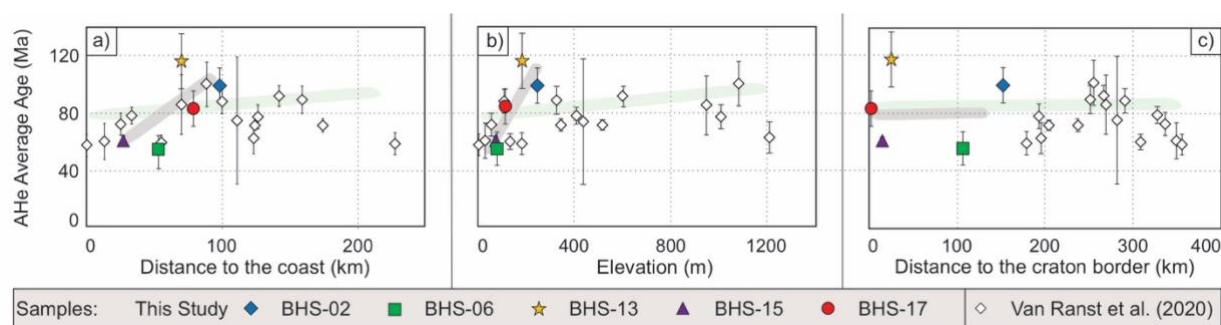 AHe Average Age (Ma)
120
80
40
0
a)
0 100 200
Distance to the coast (km)
b)
0 400 800 1200
Elevation (m)
c)
0 100 200 300 400
Distance to the craton border (km)
Samples: This Study BHS-02 BHS-06 BHS-13 BHS-15 BHS-17 Van Ranst et al. (2020)